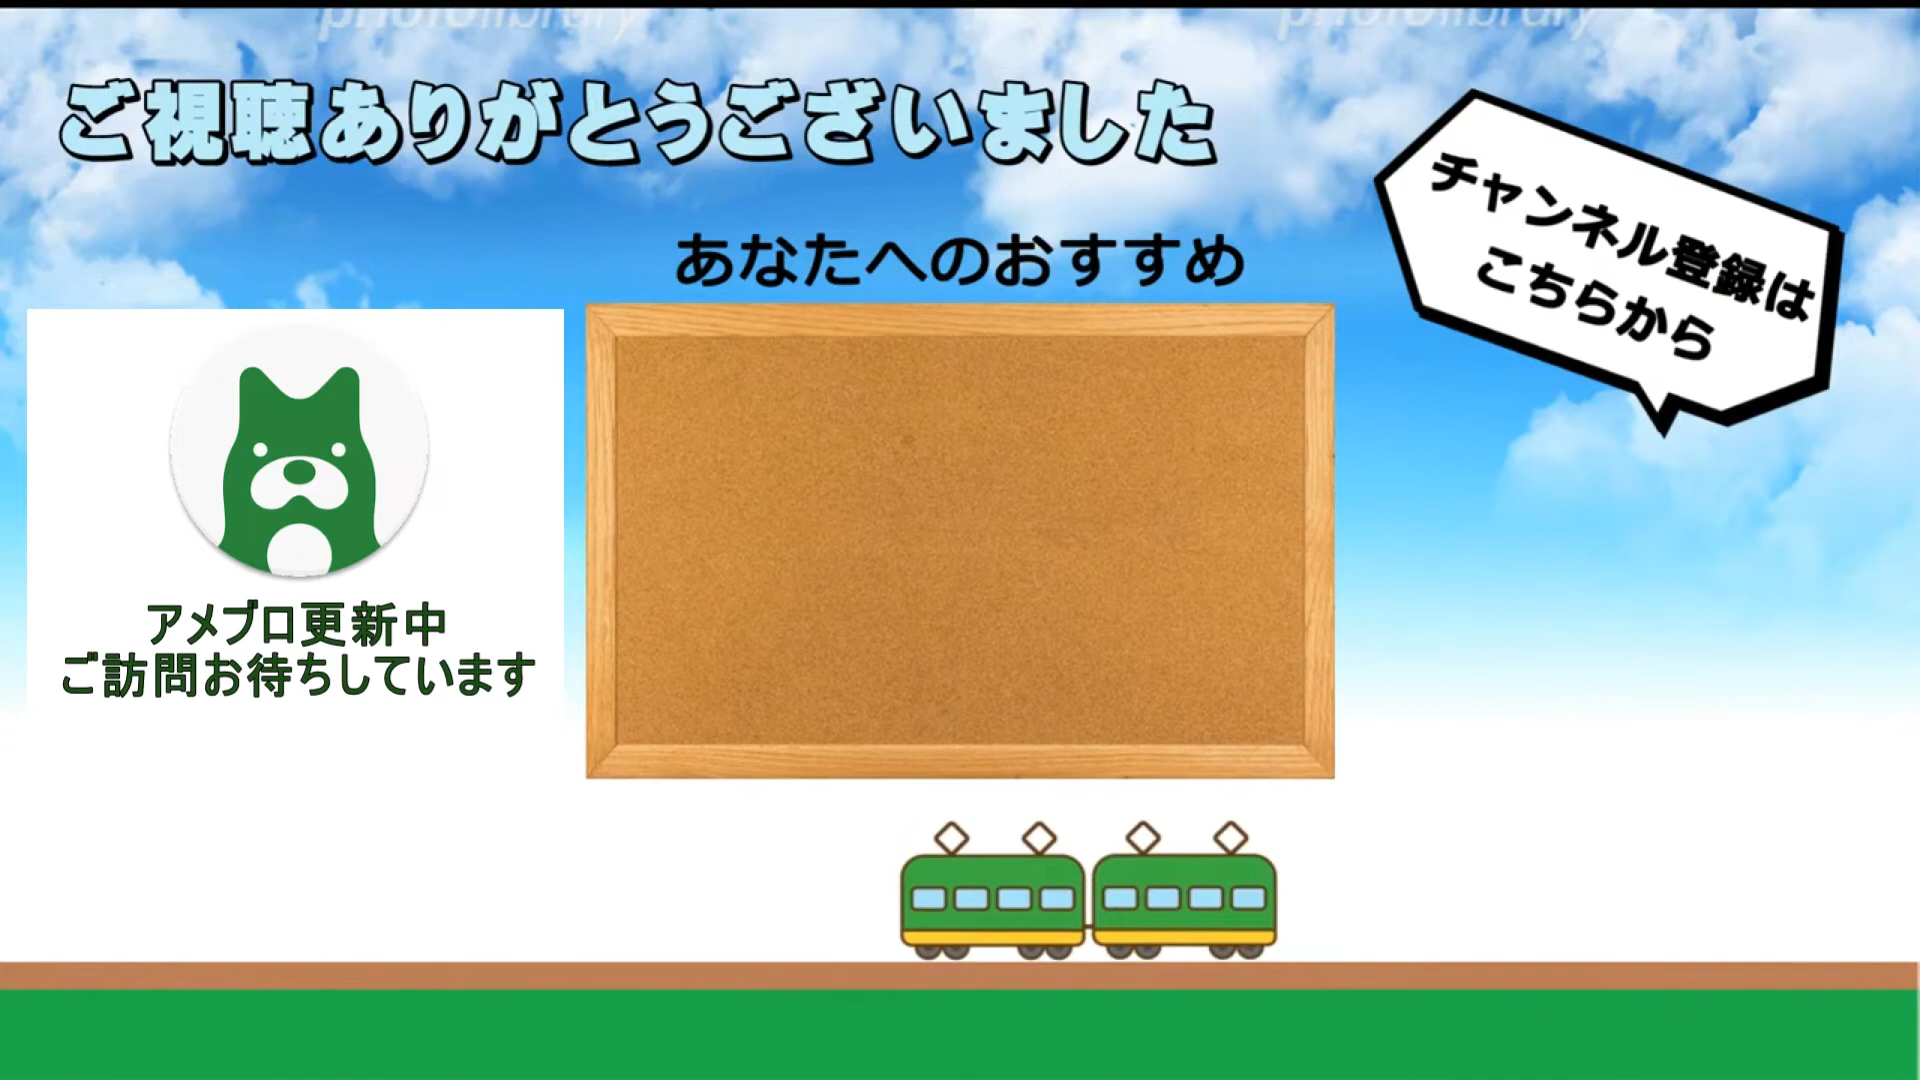 photolibrary
photolibrary
ご視聴ありがとうございました
チャンネル登録は
こちらから
あなたへのおすすめ
アメブロ更新中
ご訪問お待ちしています